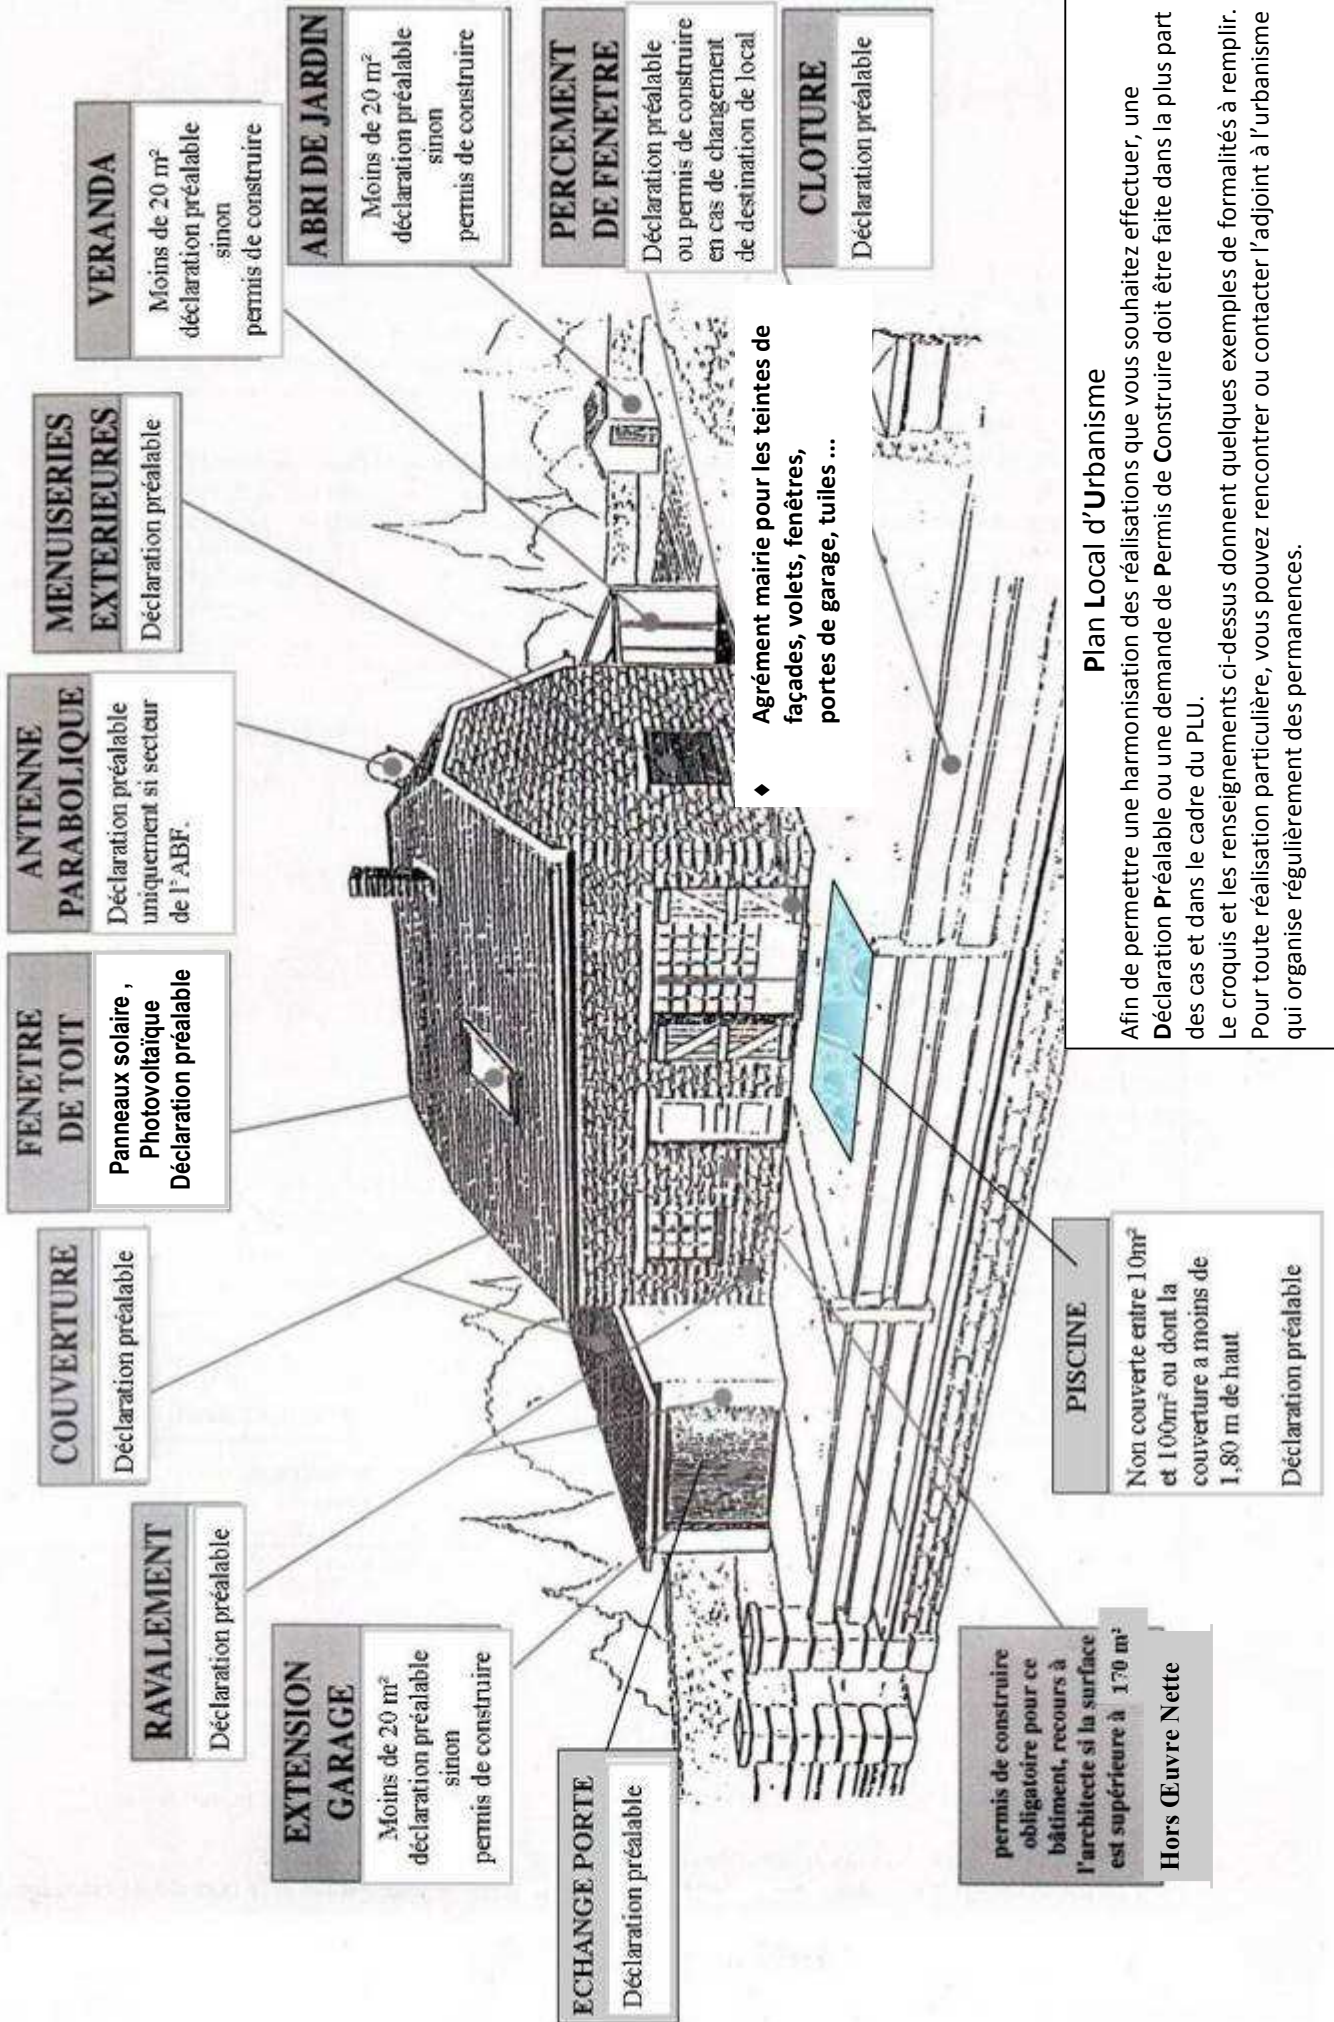 ECHANGE PORTE
Déclaration préalable
EXTENSION
GARAGE
Moins de 20 m²
déclaration préalable
sinon
permis de construire
RAVALEMENT
Déclaration préalable
COUVERTURE
Déclaration préalable
FENETRE
DE TOIT
Panneaux solaire ,
Photovoltaïque
Déclaration préalable
ANTENNE
PARABOLIQUE
Déclaration préalable
uniquement si secteur
de l'ABF.
MENUISERIES
EXTERIEURES
Déclaration préalable
VERANDA
Moins de 20 m²
déclaration préalable
sinon
permis de construire
ABRI DE JARDIN
Moins de 20 m²
déclaration préalable
sinon
permis de construire
PERCEMENT
DE FENETRE
Déclaration préalable
ou permis de construire
en cas de changement
de destination de local
CLOTURE
Déclaration préalable
♦ Agrément mairie pour les teintes de
façades, volets, fenêtres,
portes de garage, tuiles ...
permis de construire
obligatoire pour ce
bâtiment, recours à
l'architecte si la surface
est supérieure à 170 m²
Hors Œuvre Nette
PISCINE
Non couverte entre 10m²
et 100m² ou dont la
couverture a moins de
1,80 m de haut
Déclaration préalable
Plan Local d'Urbanisme
Afin de permettre une harmonisation des réalisations que vous souhaitez effectuer, une
Déclaration Préalable ou une demande de Permis de Construire doit être faite dans la plus part
des cas et dans le cadre du PLU.
Le croquis et les renseignements ci-dessus donnent quelques exemples de formalités à remplir.
Pour toute réalisation particulière, vous pouvez rencontrer ou contacter l'adjoint à l'urbanisme
qui organise régulièrement des permanences.